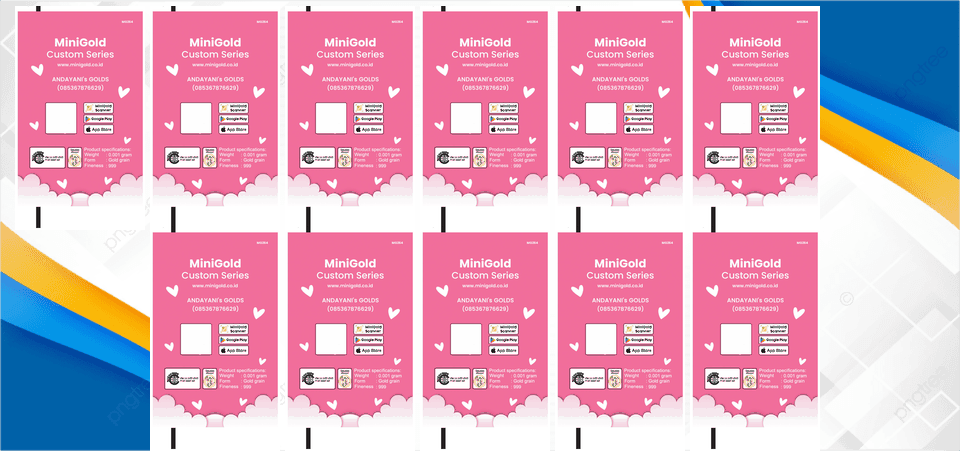 MiniGold
Custom Series
www.minigold.co.id
ANDAYANI's GOLDS
(085367876629)
MiniGold
Scanner
Google Play
App Store
Product specifications:
Weight : 0.001 gram
Form : Gold grain
Fineness : 999
MiniGold
Custom Series
www.minigold.co.id
ANDAYANI's GOLDS
(085367876629)
MiniGold
Scanner
Google Play
App Store
Product specifications:
Weight : 0.001 gram
Form : Gold grain
Fineness : 999
MiniGold
Custom Series
www.minigold.co.id
ANDAYANI's GOLDS
(085367876629)
MiniGold
Scanner
Google Play
App Store
Product specifications:
Weight : 0.001 gram
Form : Gold grain
Fineness : 999
MiniGold
Custom Series
www.minigold.co.id
ANDAYANI's GOLDS
(085367876629)
MiniGold
Scanner
Google Play
App Store
Product specifications:
Weight : 0.001 gram
Form : Gold grain
Fineness : 999
MiniGold
Custom Series
www.minigold.co.id
ANDAYANI's GOLDS
(085367876629)
MiniGold
Scanner
Google Play
App Store
Product specifications:
Weight : 0.001 gram
Form : Gold grain
Fineness : 999
MiniGold
Custom Series
www.minigold.co.id
ANDAYANI's GOLDS
(085367876629)
MiniGold
Scanner
Google Play
App Store
Product specifications:
Weight : 0.001 gram
Form : Gold grain
Fineness : 999
MiniGold
Custom Series
www.minigold.co.id
ANDAYANI's GOLDS
(085367876629)
MiniGold
Scanner
Google Play
App Store
Product specifications:
Weight : 0.001 gram
Form : Gold grain
Fineness : 999
MiniGold
Custom Series
www.minigold.co.id
ANDAYANI's GOLDS
(085367876629)
MiniGold
Scanner
Google Play
App Store
Product specifications:
Weight : 0.001 gram
Form : Gold grain
Fineness : 999
MiniGold
Custom Series
www.minigold.co.id
ANDAYANI's GOLDS
(085367876629)
MiniGold
Scanner
Google Play
App Store
Product specifications:
Weight : 0.001 gram
Form : Gold grain
Fineness : 999
MiniGold
Custom Series
www.minigold.co.id
ANDAYANI's GOLDS
(085367876629)
MiniGold
Scanner
Google Play
App Store
Product specifications:
Weight : 0.001 gram
Form : Gold grain
Fineness : 999
MiniGold
Custom Series
www.minigold.co.id
ANDAYANI's GOLDS
(085367876629)
MiniGold
Scanner
Google Play
App Store
Product specifications:
Weight : 0.001 gram
Form : Gold grain
Fineness : 999